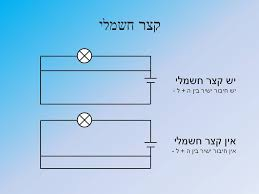 קצר חשמלי
יש קצר חשמלי
יש חיבור ישיר בין ה + ל -
אין קצר חשמלי
אין חיבור ישיר בין ה + ל -